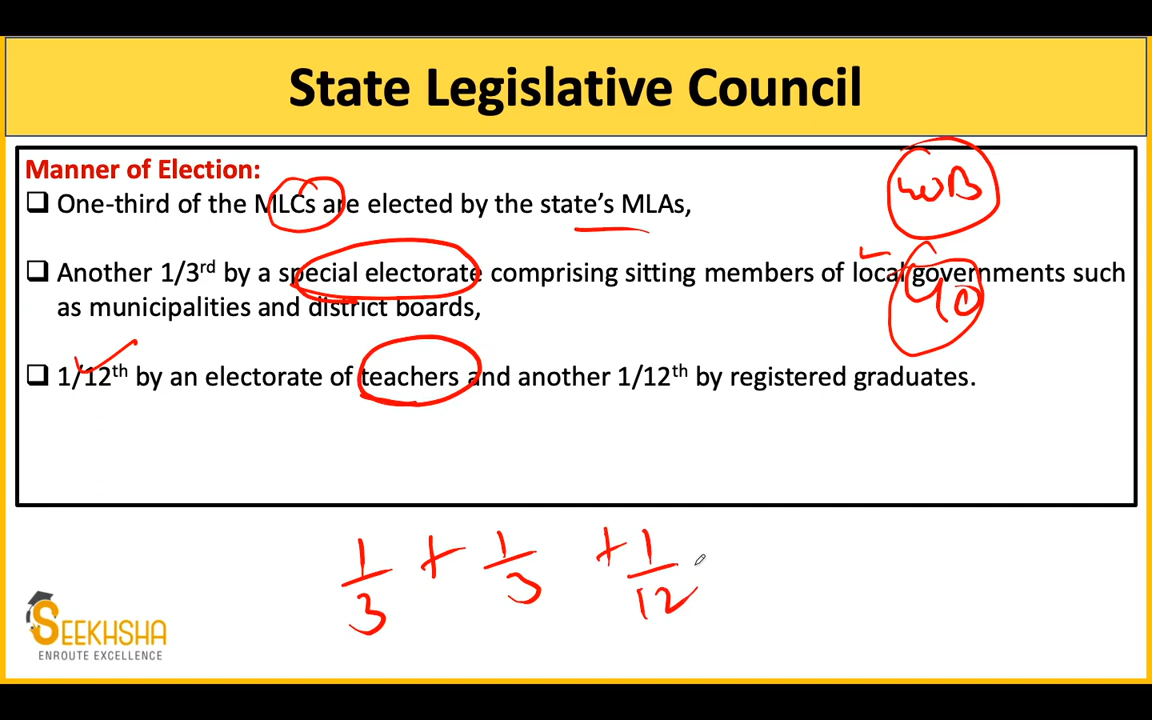 State Legislative Council
Manner of Election:
❑ One-third of the MLCs are elected by the state's MLAs,
❑ Another 1/3rd by a special electorate comprising sitting members of local governments such
as municipalities and district boards,
❑ 1/12th by an electorate of teachers and another 1/12th by registered graduates.
1/3 + 1/3 + 1/12
SEEKHSHA
ENROUTE EXCELLENCE